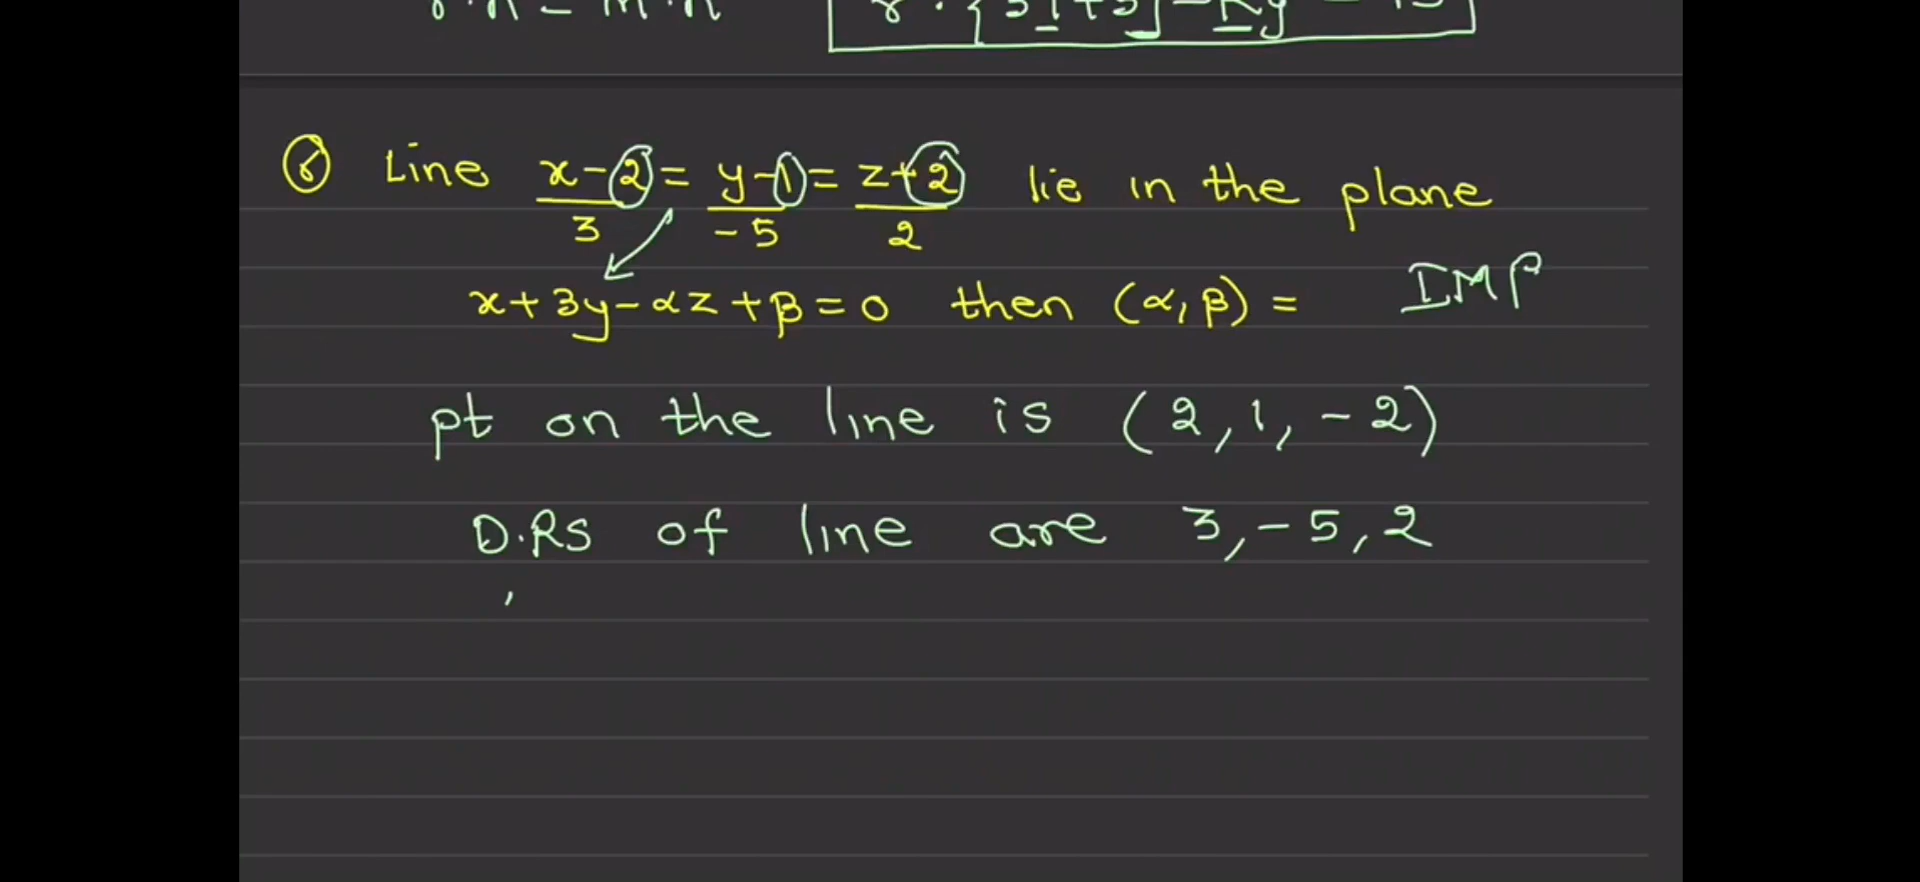 ⑥ Line x-2/3 = y-1/-5 = z+2/2 lie in the plane
x+3y-αz+β=0 then (α,β) = IMP
pt on the line is (2,1,-2)
D.Rs of line are 3,-5,2